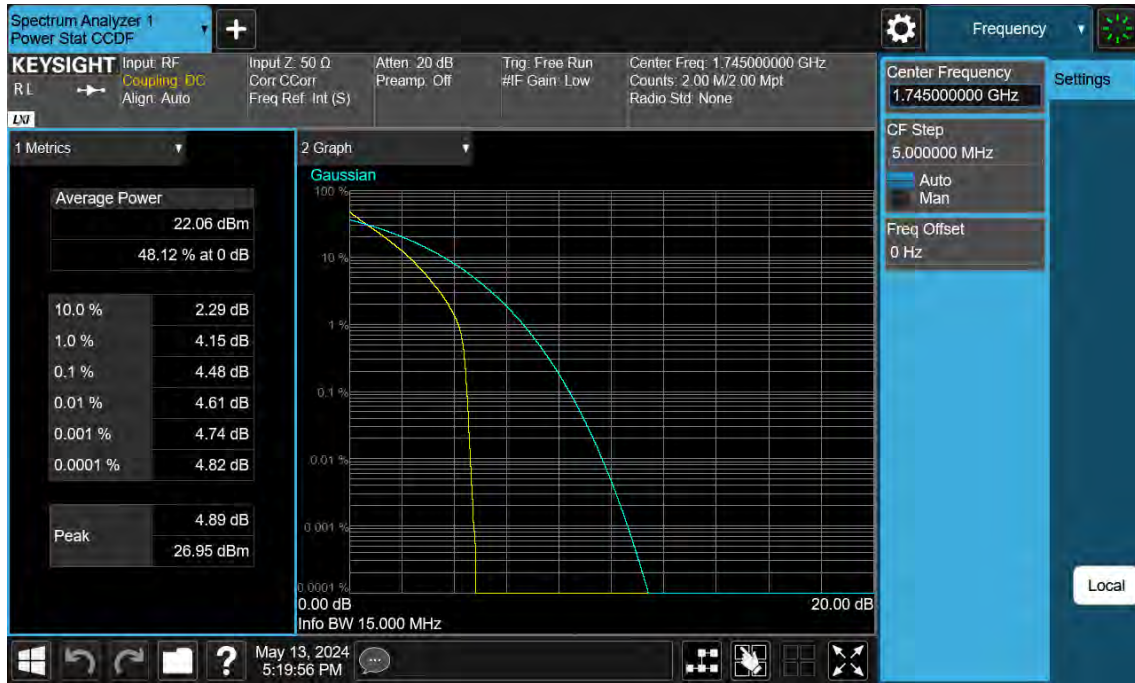 Spectrum Analyzer 1
Power Stat CCDF
+
Frequency
KEYSIGHT
R L
LXI
Input: RF
Coupling: DC
Align: Auto
Input Z: 50 Ω
Corr CCorr
Freq Ref: Int (S)
Atten: 20 dB
Preamp: Off
Trig: Free Run
#IF Gain: Low
Center Freq: 1.745000000 GHz
Counts: 2.00 M/2.00 Mpt
Radio Std: None
Center Frequency
1.745000000 GHz
Settings
CF Step
5.000000 MHz
Auto
Man
Freq Offset
0 Hz
Local
1 Metrics
Average Power
22.06 dBm
48.12 % at 0 dB
10.0 % 2.29 dB
1.0 % 4.15 dB
0.1 % 4.48 dB
0.01 % 4.61 dB
0.001 % 4.74 dB
0.0001 % 4.82 dB
Peak
4.89 dB
26.95 dBm
2 Graph
Gaussian
100 %
10 %
1 %
0.1 %
0.01 %
0.001 %
0.0001 %
0.00 dB 20.00 dB
Info BW 15.000 MHz
?
May 13, 2024
5:19:56 PM